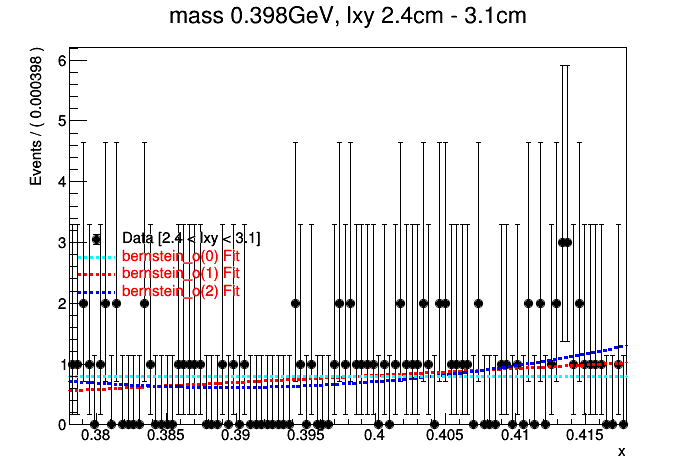 mass 0.398GeV, lxy 2.4cm - 3.1cm
Events / ( 0.000398 )
6
5
4
3
2
1
0
Data [2.4 < lxy < 3.1]
bernstein_o(0) Fit
bernstein_o(1) Fit
bernstein_o(2) Fit
0.38 0.385 0.39 0.395 0.4 0.405 0.41 0.415
x